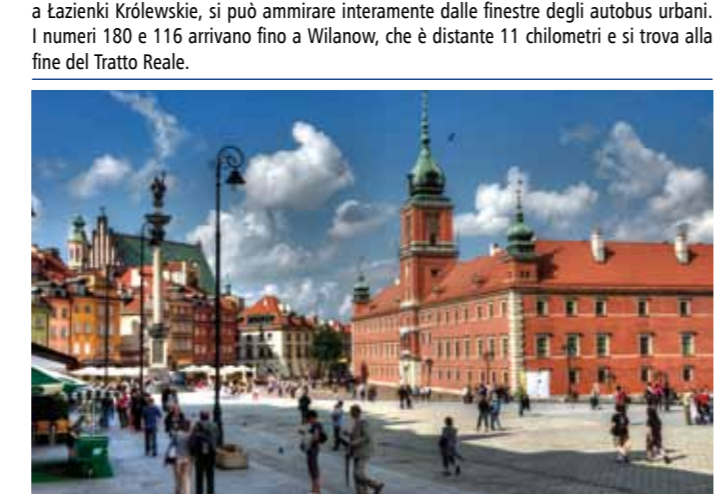 a Łazienki Królewskie, si può ammirare interamente dalle finestre degli autobus urbani.
I numeri 180 e 116 arrivano fino a Wilanow, che è distante 11 chilometri e si trova alla
fine del Tratto Reale.